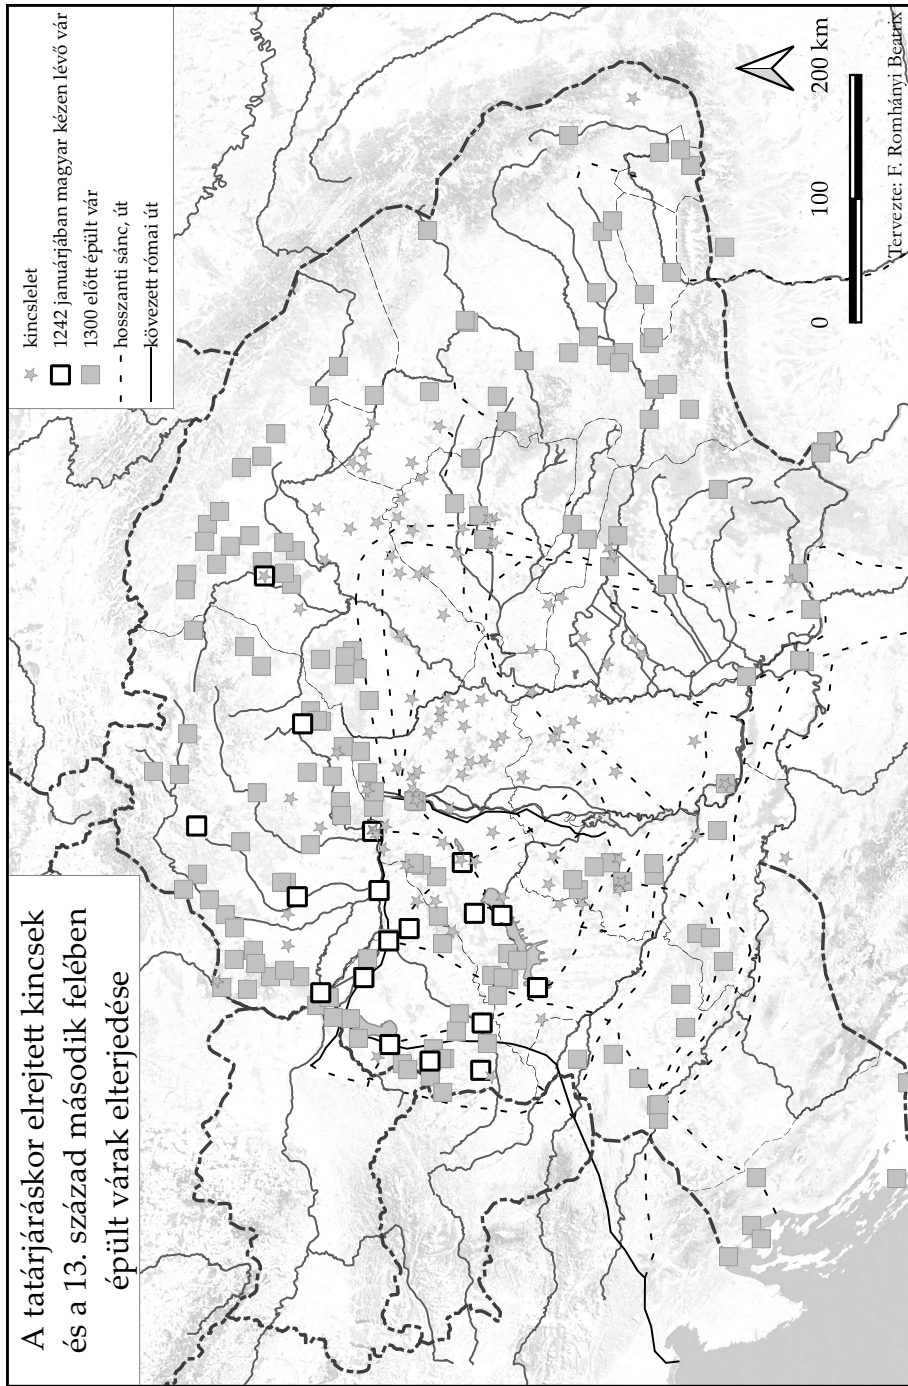 A tatárjáráskor elrejtett kincsek
és a 13. század második felében
épült várak elterjedése
kincslelet
1242 januárjában magyar kézen lévő vár
1300 előtt épült vár
hosszanti sánc, út
kövezett római út
0 100 200 km
Tervezte: F. Romhányi Beatrix